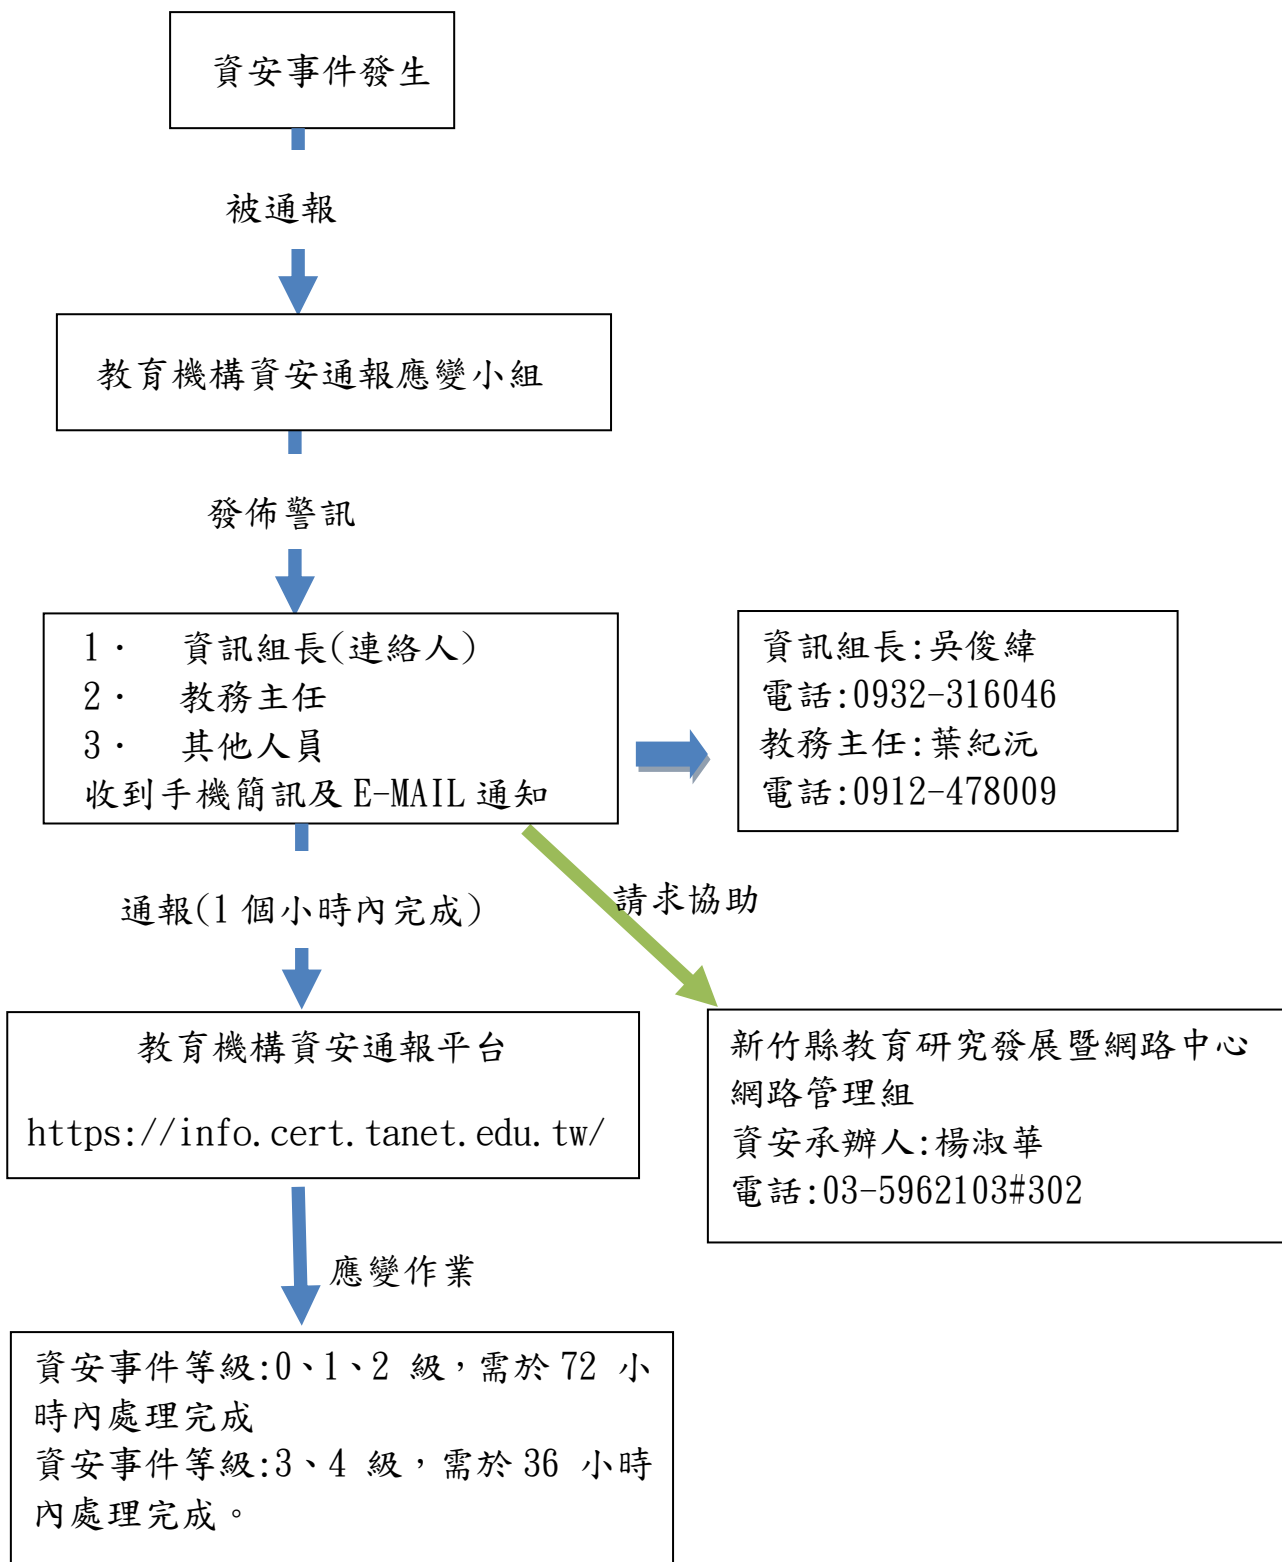 資安事件發生
被通報
教育機構資安通報應變小組
發佈警訊
1. 資訊組長(連絡人)
2. 教務主任
3. 其他人員
收到手機簡訊及 E-MAIL 通知
資訊組長:吳俊緯
電話:0932-316046
教務主任:葉紀沅
電話:0912-478009
通報(1 個小時內完成)
請求協助
教育機構資安通報平台
https://info.cert.tanet.edu.tw/
新竹縣教育研究發展暨網路中心
網路管理組
資安承辦人:楊淑華
電話:03-5962103#302
應變作業
資安事件等級:0、1、2 級，需於 72 小
時內處理完成
資安事件等級:3、4 級，需於 36 小時
內處理完成。